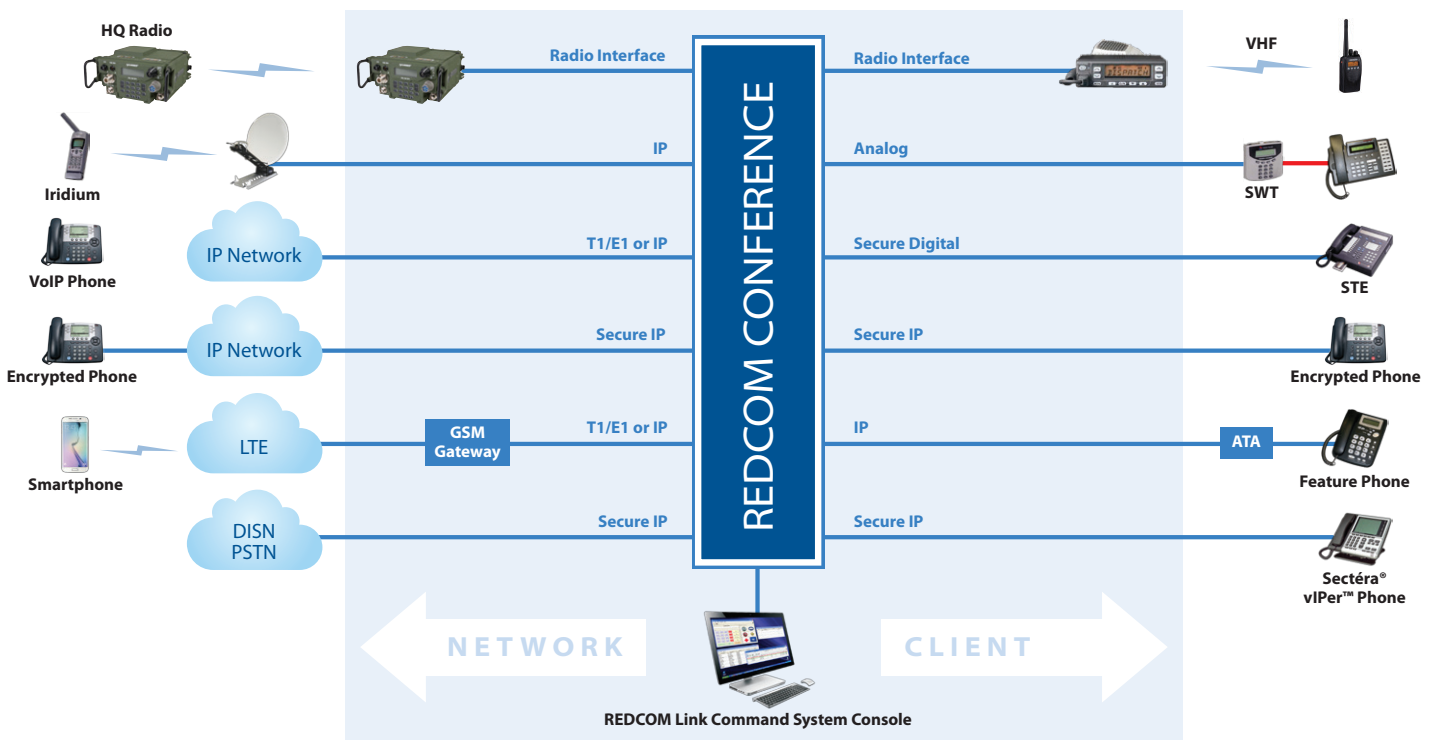 HQ Radio
Radio Interface
Radio Interface
VHF
IP
Analog
Iridium
SWT
IP Network
T1/E1 or IP
Secure Digital
VoIP Phone
STE
IP Network
Secure IP
Secure IP
Encrypted Phone
Encrypted Phone
LTE
GSM
Gateway
T1/E1 or IP
IP
ATA
Smartphone
Feature Phone
DISN
PSTN
Secure IP
Secure IP
Sectéra®
vIPer™ Phone
REDCOM CONFERENCE
NETWORK
CLIENT
REDCOM Link Command System Console